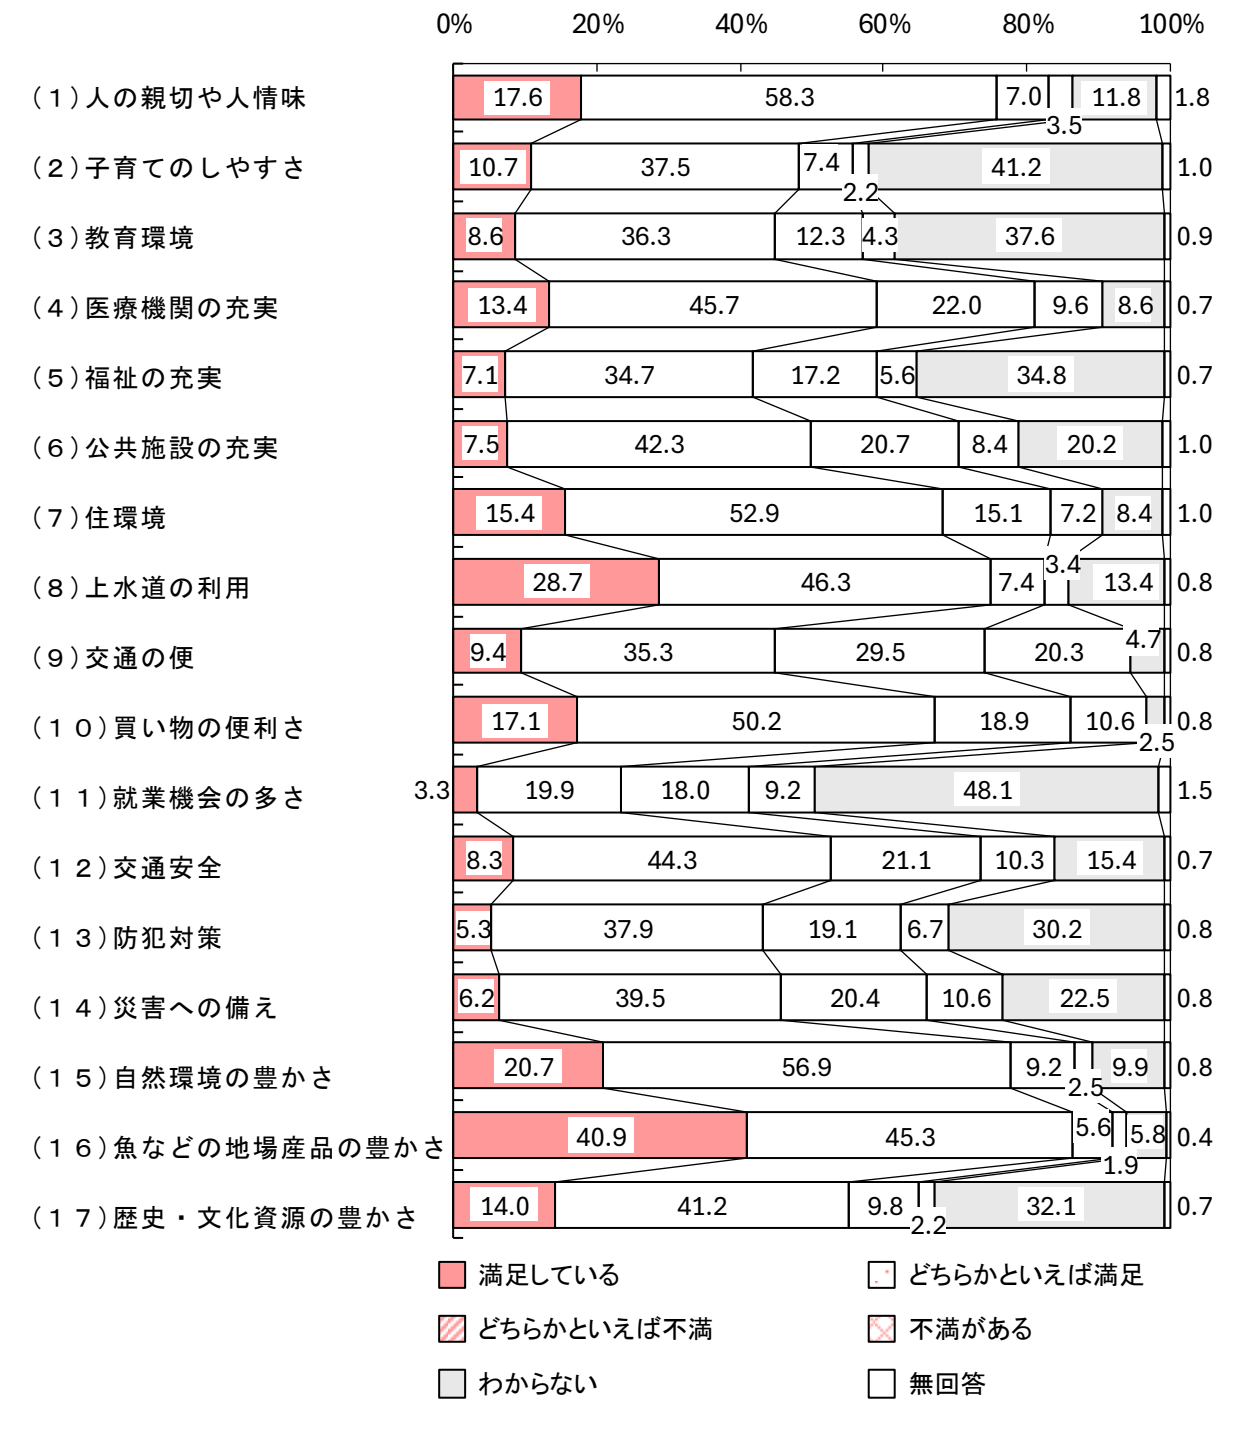 0% 20% 40% 60% 80% 100%
(１)人の親切や人情味 17.6 58.3 7.0 3.5 11.8 1.8
(２)子育てのしやすさ 10.7 37.5 7.4 2.2 41.2 1.0
(３)教育環境 8.6 36.3 12.3 4.3 37.6 0.9
(４)医療機関の充実 13.4 45.7 22.0 9.6 8.6 0.7
(５)福祉の充実 7.1 34.7 17.2 5.6 34.8 0.7
(６)公共施設の充実 7.5 42.3 20.7 8.4 20.2 1.0
(７)住環境 15.4 52.9 15.1 7.2 8.4 1.0
(８)上水道の利用 28.7 46.3 7.4 3.4 13.4 0.8
(９)交通の便 9.4 35.3 29.5 20.3 4.7 0.8
(１０)買い物の便利さ 17.1 50.2 18.9 10.6 2.5 0.8
(１１)就業機会の多さ 3.3 19.9 18.0 9.2 48.1 1.5
(１２)交通安全 8.3 44.3 21.1 10.3 15.4 0.7
(１３)防犯対策 5.3 37.9 19.1 6.7 30.2 0.8
(１４)災害への備え 6.2 39.5 20.4 10.6 22.5 0.8
(１５)自然環境の豊かさ 20.7 56.9 9.2 2.5 9.9 0.8
(１６)魚などの地場産品の豊かさ 40.9 45.3 5.6 1.9 5.8 0.4
(１７)歴史・文化資源の豊かさ 14.0 41.2 9.8 2.2 32.1 0.7
満足している どちらかといえば満足
どちらかといえば不満 不満がある
わからない 無回答